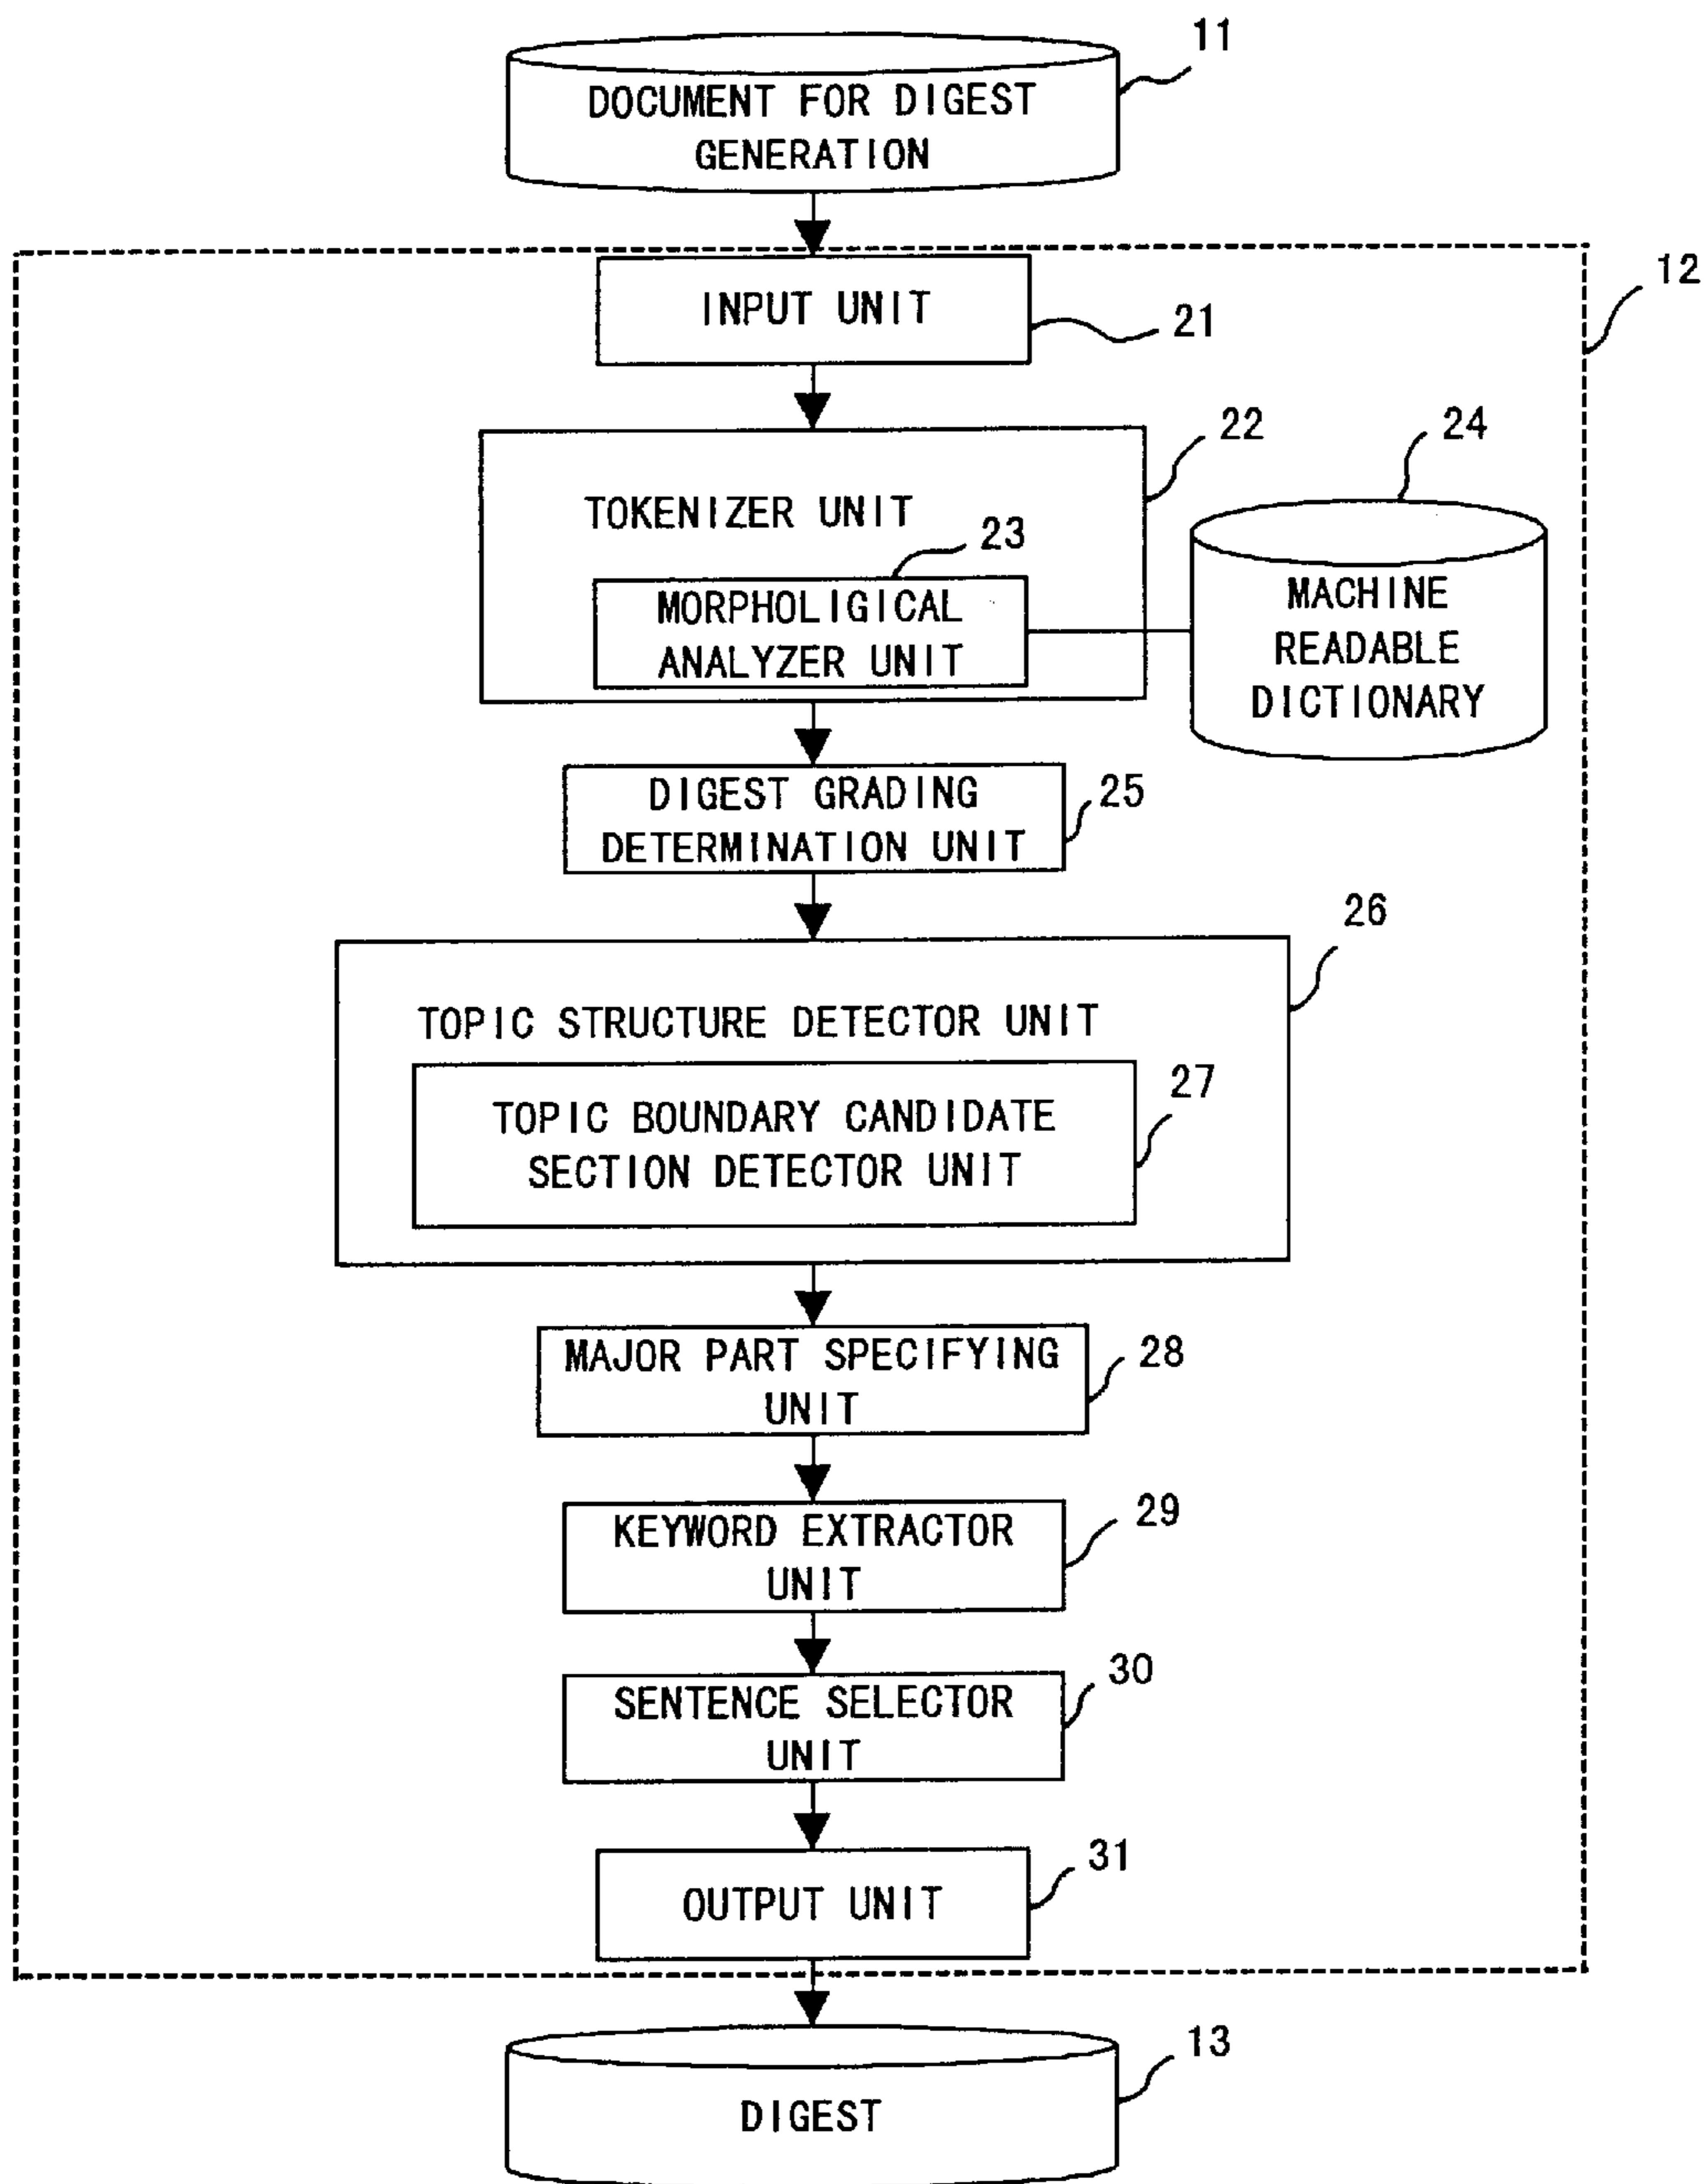 11
DOCUMENT FOR DIGEST
GENERATION
12
INPUT UNIT
21
22
24
TOKENIZER UNIT
23
MORPHOLIGICAL
ANALYZER UNIT
MACHINE
READABLE
DICTIONARY
DIGEST GRADING
DETERMINATION UNIT
25
26
TOPIC STRUCTURE DETECTOR UNIT
27
TOPIC BOUNDARY CANDIDATE
SECTION DETECTOR UNIT
MAJOR PART SPECIFYING
UNIT
28
KEYWORD EXTRACTOR
UNIT
29
SENTENCE SELECTOR
UNIT
30
OUTPUT UNIT
31
13
DIGEST